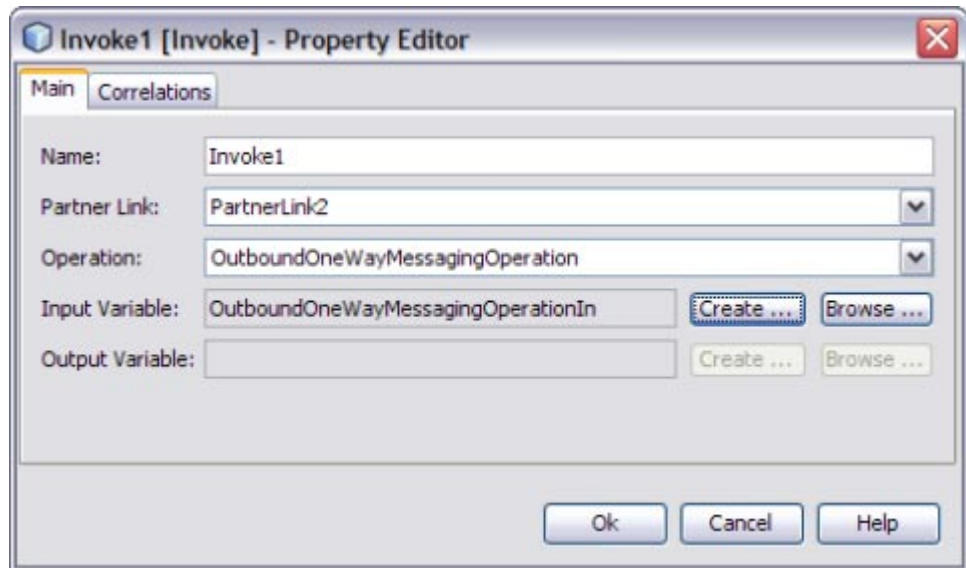 Invoke1 [Invoke] - Property Editor
Main Correlations
Name: Invoke1
Partner Link: PartnerLink2
Operation: OutboundOneWayMessagingOperation
Input Variable: OutboundOneWayMessagingOperationIn Create ... Browse ...
Output Variable: Create ... Browse ...
Ok Cancel Help